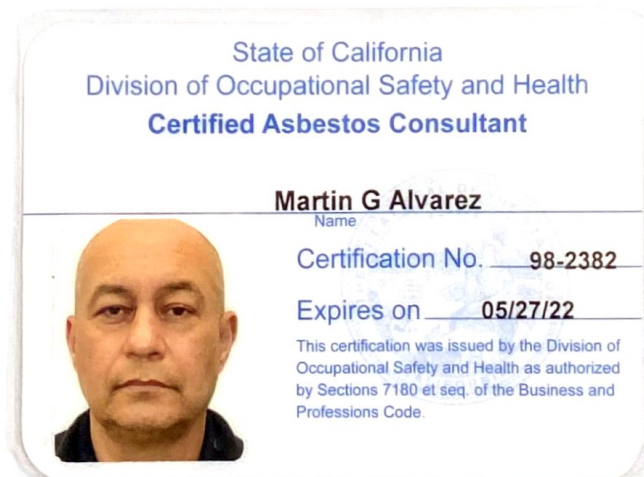 State of California
Division of Occupational Safety and Health
Certified Asbestos Consultant
Martin G Alvarez
Name
Certification No. 98-2382
Expires on 05/27/22
This certification was issued by the Division of
Occupational Safety and Health as authorized
by Sections 7180 et seq. of the Business and
Professions Code.